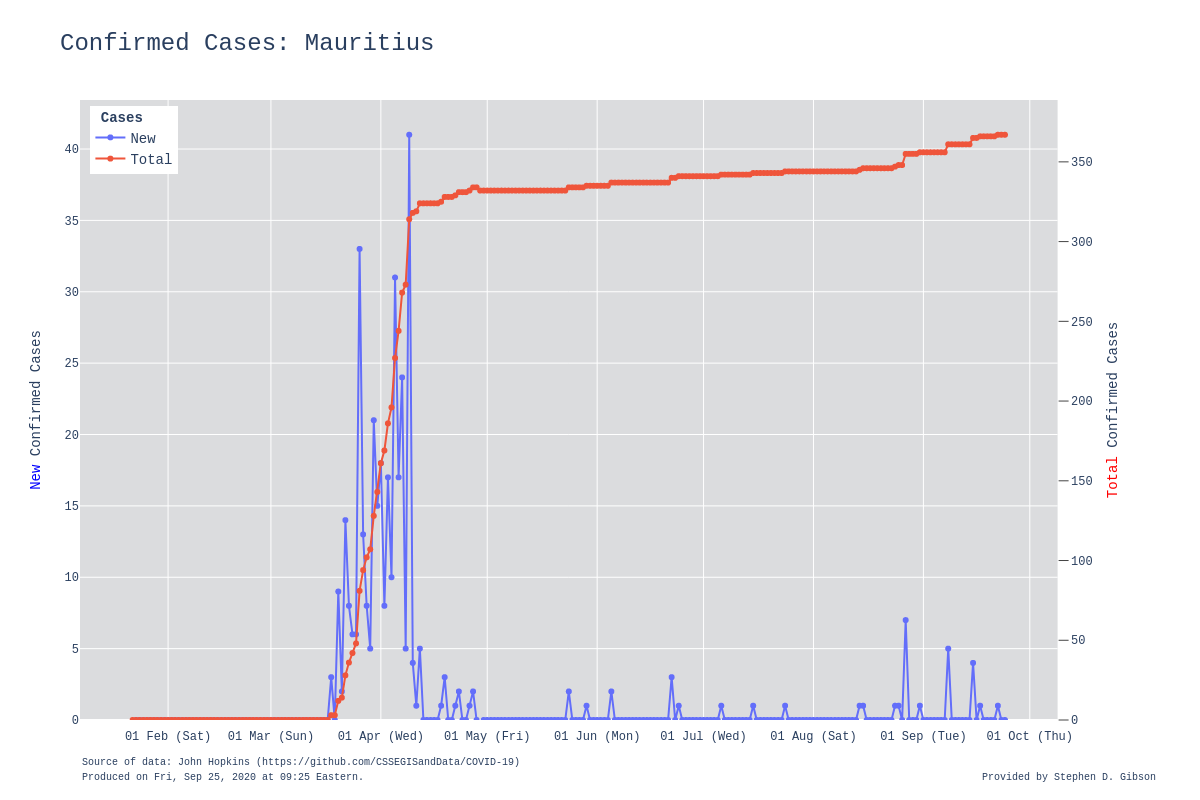 Confirmed Cases: Mauritius
Cases
New
Total
40
35
30
25
20
15
10
5
0
New Confirmed Cases
350
300
250
200
150
100
50
0
Total Confirmed Cases
01 Feb (Sat) 01 Mar (Sun) 01 Apr (Wed) 01 May (Fri) 01 Jun (Mon) 01 Jul (Wed) 01 Aug (Sat) 01 Sep (Tue) 01 Oct (Thu)
Source of data: John Hopkins (https://github.com/CSSEGISandData/COVID-19)
Produced on Fri, Sep 25, 2020 at 09:25 Eastern.
Provided by Stephen D. Gibson